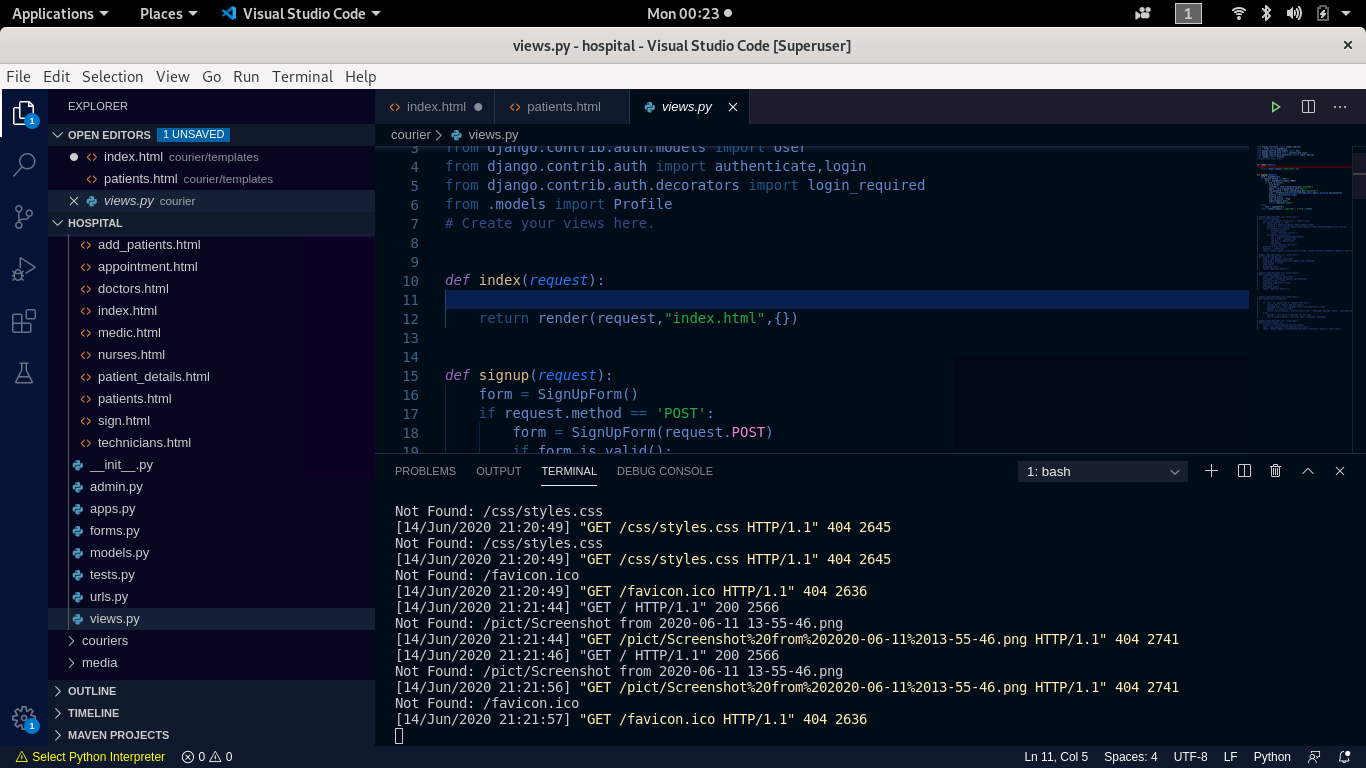 Applications Places Visual Studio Code Mon 00:23 1
views.py - hospital - Visual Studio Code [Superuser]
File Edit Selection View Go Run Terminal Help
EXPLORER
OPEN EDITORS 1 UNSAVED
index.html courier/templates
patients.html courier/templates
views.py courier
HOSPITAL
add_patients.html
appointment.html
doctors.html
index.html
medic.html
nurses.html
patient_details.html
patients.html
sign.html
technicians.html
__init__.py
admin.py
apps.py
forms.py
models.py
tests.py
urls.py
views.py
couriers
media
OUTLINE
TIMELINE
MAVEN PROJECTS
1
1
index.html patients.html views.py
courier views.py
3 from django.contrib.auth.models import User
4 from django.contrib.auth import authenticate,login
5 from django.contrib.auth.decorators import login_required
6 from .models import Profile
7 # Create your views here.
8
9
10 def index(request):
11
12 return render(request,"index.html",{})
13
14
15 def signup(request):
16 form = SignUpForm()
17 if request.method == 'POST':
18 form = SignUpForm(request.POST)
19 if form.is_valid():
PROBLEMS OUTPUT TERMINAL DEBUG CONSOLE 1: bash
Not Found: /css/styles.css
[14/Jun/2020 21:20:49] "GET /css/styles.css HTTP/1.1" 404 2645
Not Found: /css/styles.css
[14/Jun/2020 21:20:49] "GET /css/styles.css HTTP/1.1" 404 2645
Not Found: /favicon.ico
[14/Jun/2020 21:20:49] "GET /favicon.ico HTTP/1.1" 404 2636
[14/Jun/2020 21:21:44] "GET / HTTP/1.1" 200 2566
Not Found: /pict/Screenshot from 2020-06-11 13-55-46.png
[14/Jun/2020 21:21:44] "GET /pict/Screenshot%20from%202020-06-11%2013-55-46.png HTTP/1.1" 404 2741
[14/Jun/2020 21:21:46] "GET / HTTP/1.1" 200 2566
Not Found: /pict/Screenshot from 2020-06-11 13-55-46.png
[14/Jun/2020 21:21:56] "GET /pict/Screenshot%20from%202020-06-11%2013-55-46.png HTTP/1.1" 404 2741
Not Found: /favicon.ico
[14/Jun/2020 21:21:57] "GET /favicon.ico HTTP/1.1" 404 2636
Select Python Interpreter 0 0 Ln 11, Col 5 Spaces: 4 UTF-8 LF Python